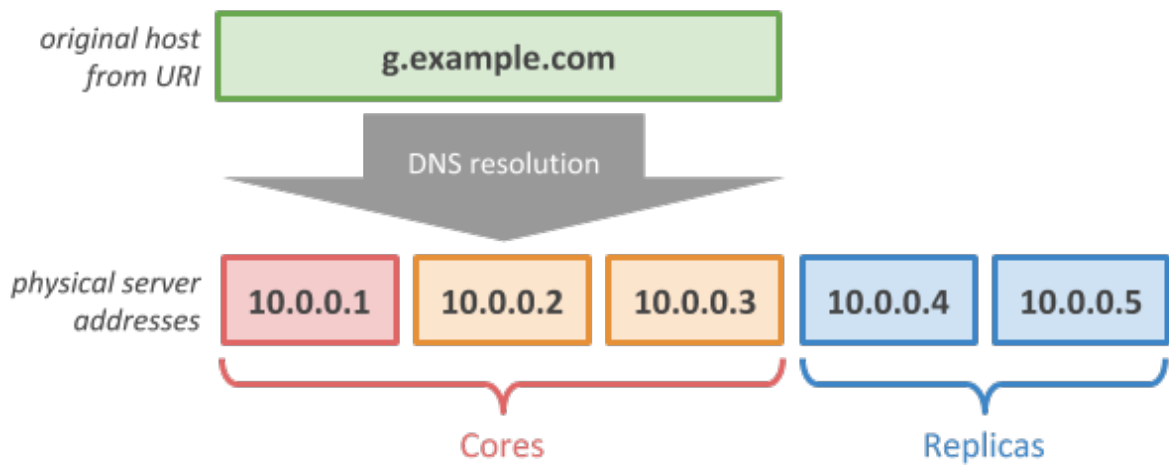 original host
from URI
g.example.com
DNS resolution
physical server
addresses
10.0.0.1
10.0.0.2
10.0.0.3
10.0.0.4
10.0.0.5
Cores
Replicas